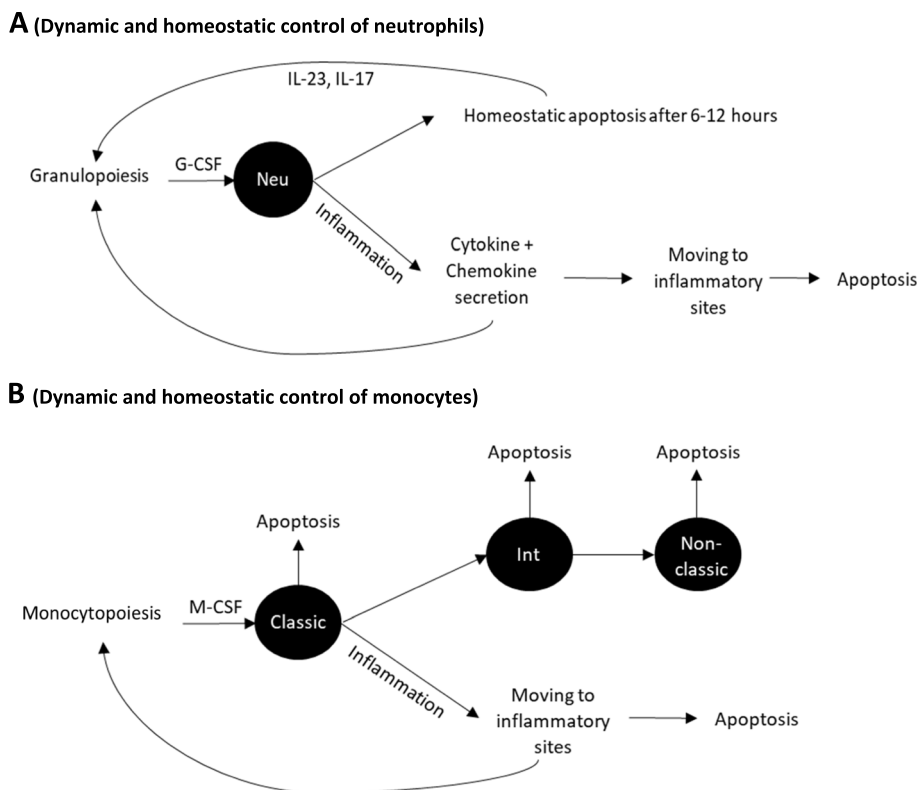 A (Dynamic and homeostatic control of neutrophils)
IL-23, IL-17
Homeostatic apoptosis after 6-12 hours
Granulopoiesis
G-CSF
Neu
Inflammation
Cytokine +
Chemokine
secretion
Moving to
inflammatory
sites
Apoptosis
B (Dynamic and homeostatic control of monocytes)
Apoptosis
Apoptosis
Apoptosis
Int
Non-
classic
Monocytopoiesis
M-CSF
Classic
Inflammation
Moving to
inflammatory
sites
Apoptosis